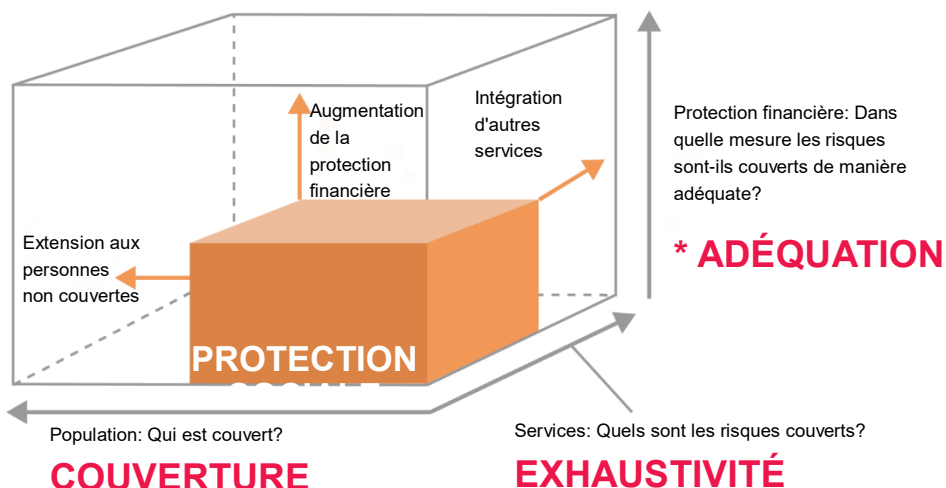 Augmentation
de la
protection
financière
Intégration
d'autres
services
Protection financière: Dans
quelle mesure les risques
sont-ils couverts de manière
adéquate?
* ADÉQUATION
Extension aux
personnes
non couvertes
PROTECTION
SOCIALE
Population: Qui est couvert?
COUVERTURE
Services: Quels sont les risques couverts?
EXHAUSTIVITÉ